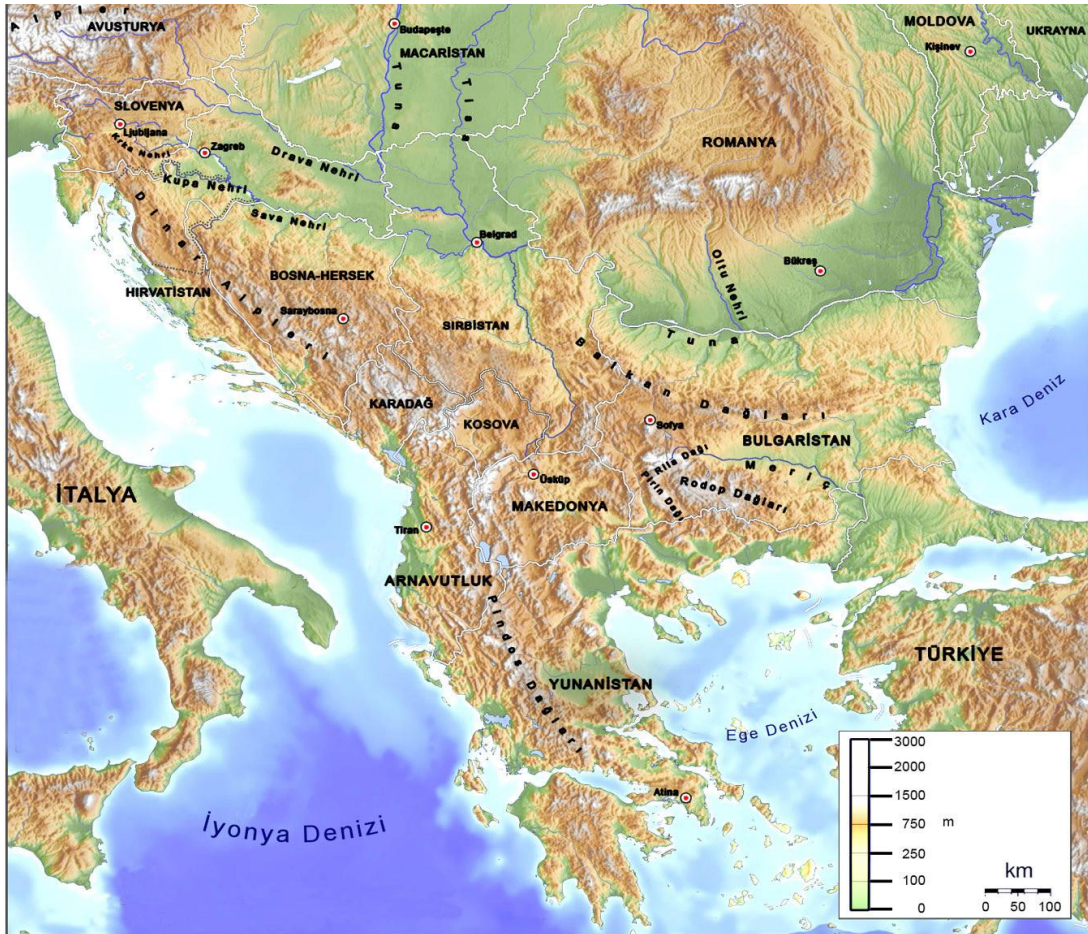 Alpler
AVUSTURYA
Budapeşte
MACARİSTAN
MOLDOVA
UKRAYNA
Kişinev
Tuna
Tisa
SLOVENYA
Ljubljana
Krka Nehri
Zagreb
Drava Nehri
ROMANYA
Kupa Nehri
Sava Nehri
Belgrad
Dinar Alpleri
BOSNA-HERSEK
Oltu Nehri
Bükreş
HIRVATİSTAN
Saraybosna
SIRBİSTAN
Tuna
Balkan Dağları
Kara Deniz
KARADAĞ
KOSOVA
Sofya
BULGARİSTAN
Rila Dağı
Meriç
Pirin Dağı
Rodop Dağları
Üsküp
MAKEDONYA
İTALYA
Tiran
ARNAVUTLUK
Pindos Dağları
YUNANİSTAN
TÜRKİYE
Ege Denizi
Atina
İyonya Denizi
3000
2000
1500
750 m
250
100
0
km
0 50 100